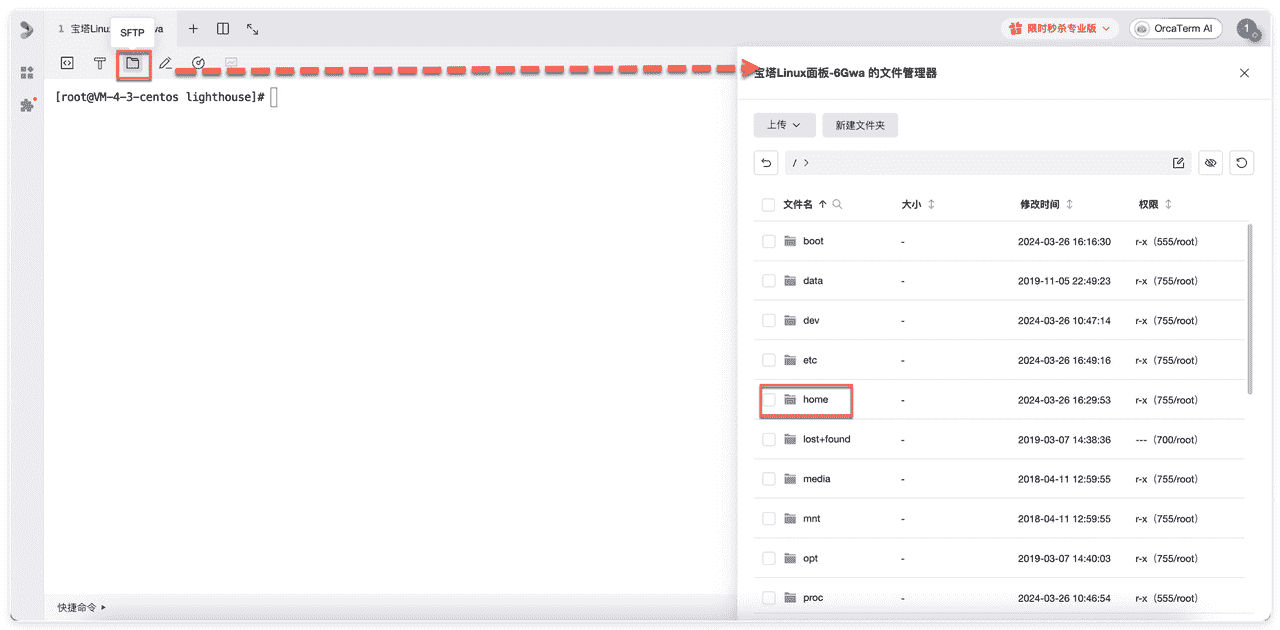 1 宝塔Linu
wa
SFTP
限时秒杀专业版
OrcaTerm AI
1
[root@VM-4-3-centos lighthouse]#
宝塔Linux面板-6Gwa 的文件管理器
上传
新建文件夹
/ >
文件名 大小 修改时间 权限
boot - 2024-03-26 16:16:30 r-x (555/root)
data - 2019-11-05 22:49:23 r-x (755/root)
dev - 2024-03-26 10:47:14 r-x (755/root)
etc - 2024-03-26 16:49:16 r-x (755/root)
home - 2024-03-26 16:29:53 r-x (755/root)
lost+found - 2019-03-07 14:38:36 --- (700/root)
media - 2018-04-11 12:59:55 r-x (755/root)
mnt - 2018-04-11 12:59:55 r-x (755/root)
opt - 2019-03-07 14:40:03 r-x (755/root)
proc - 2024-03-26 10:46:54 r-x (555/root)
快捷命令